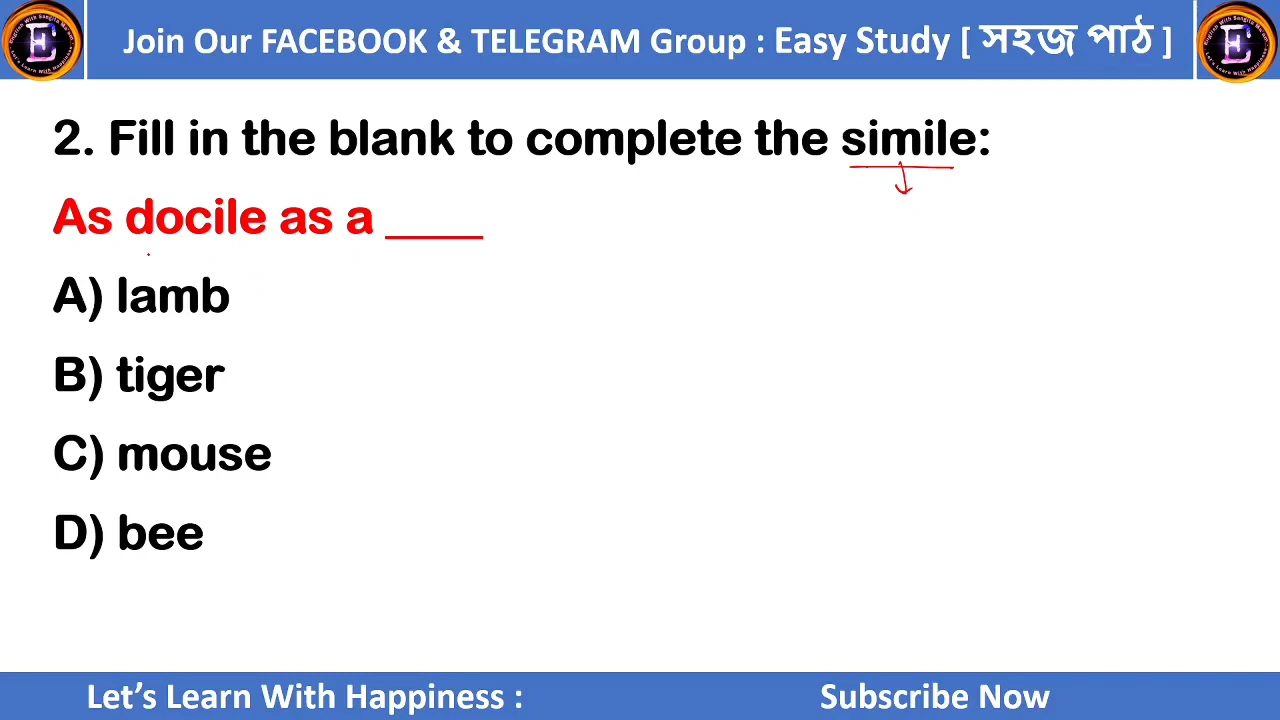 Join Our FACEBOOK & TELEGRAM Group : Easy Study [ সহজ পাঠ ]
2. Fill in the blank to complete the simile:
As docile as a ____
A) lamb
B) tiger
C) mouse
D) bee
Let's Learn With Happiness :
Subscribe Now